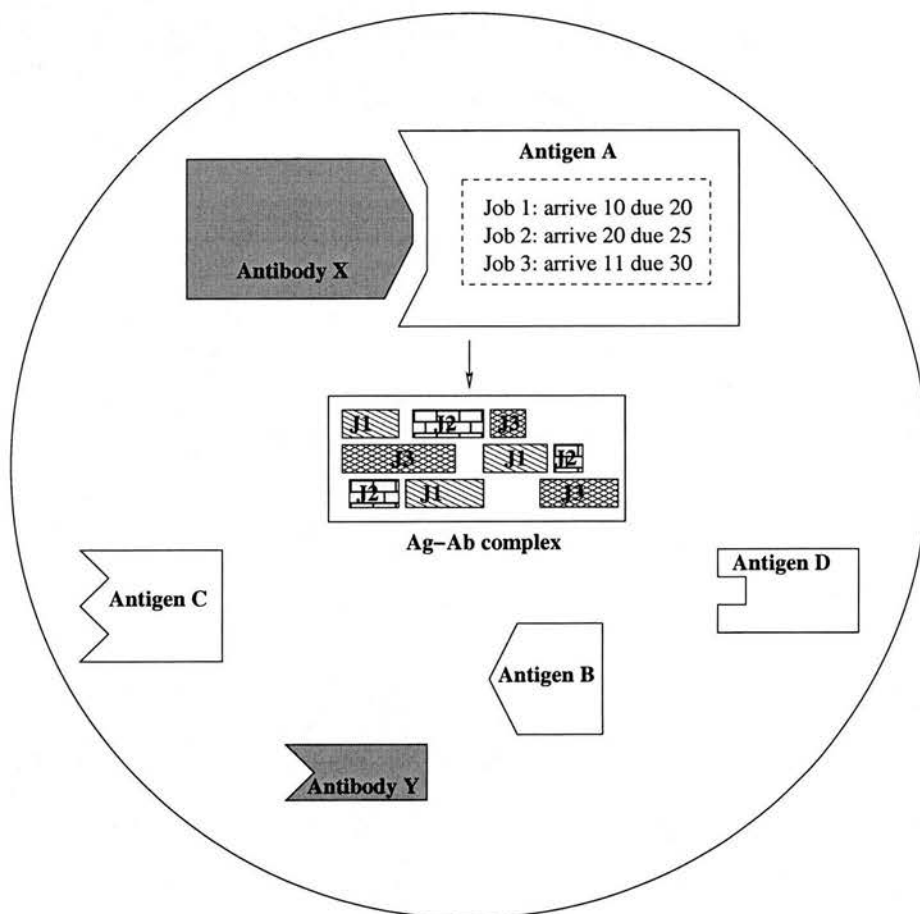 Antigen A
Job 1: arrive 10 due 20
Job 2: arrive 20 due 25
Job 3: arrive 11 due 30
Antibody X
J1 J2 J3
J3 J1 J2
J2 J1 J3
Ag–Ab complex
Antigen C
Antigen D
Antigen B
Antibody Y